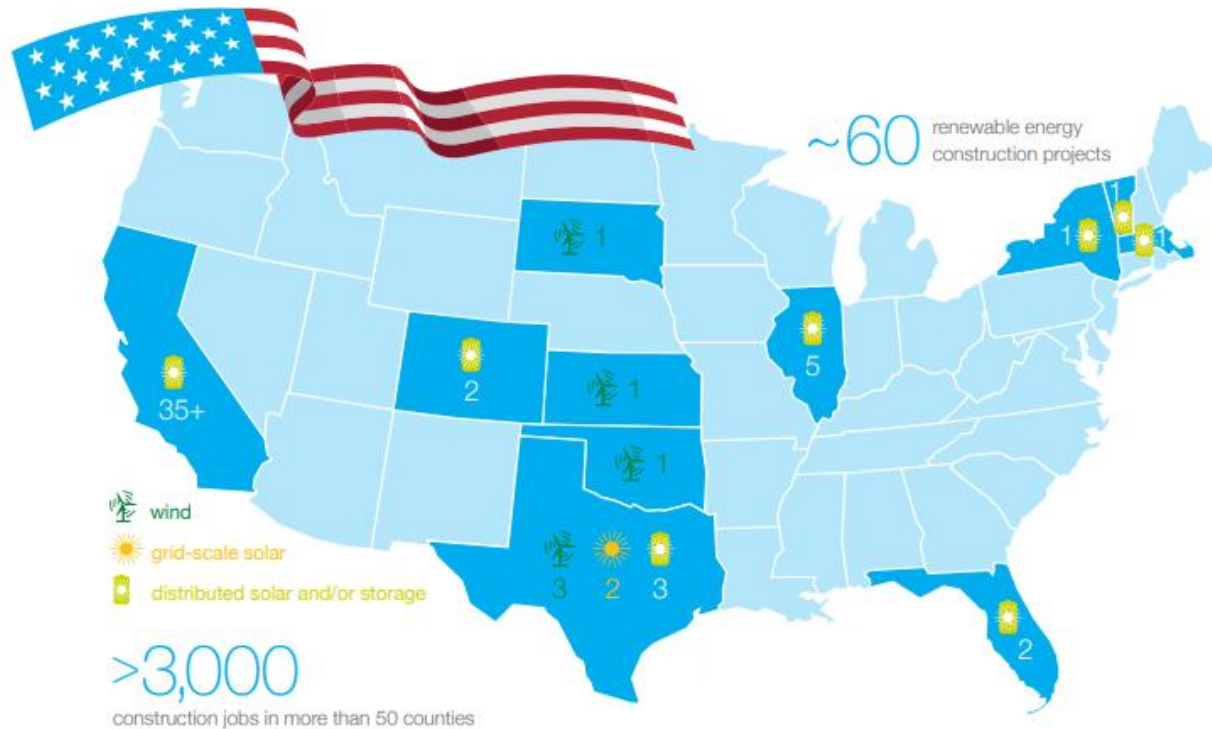 ~60
renewable energy
construction projects
1
1
1
1
5
2
35+
1
1
wind
grid-scale solar
3
2
3
distributed solar and/or storage
2
>3,000
construction jobs in more than 50 counties